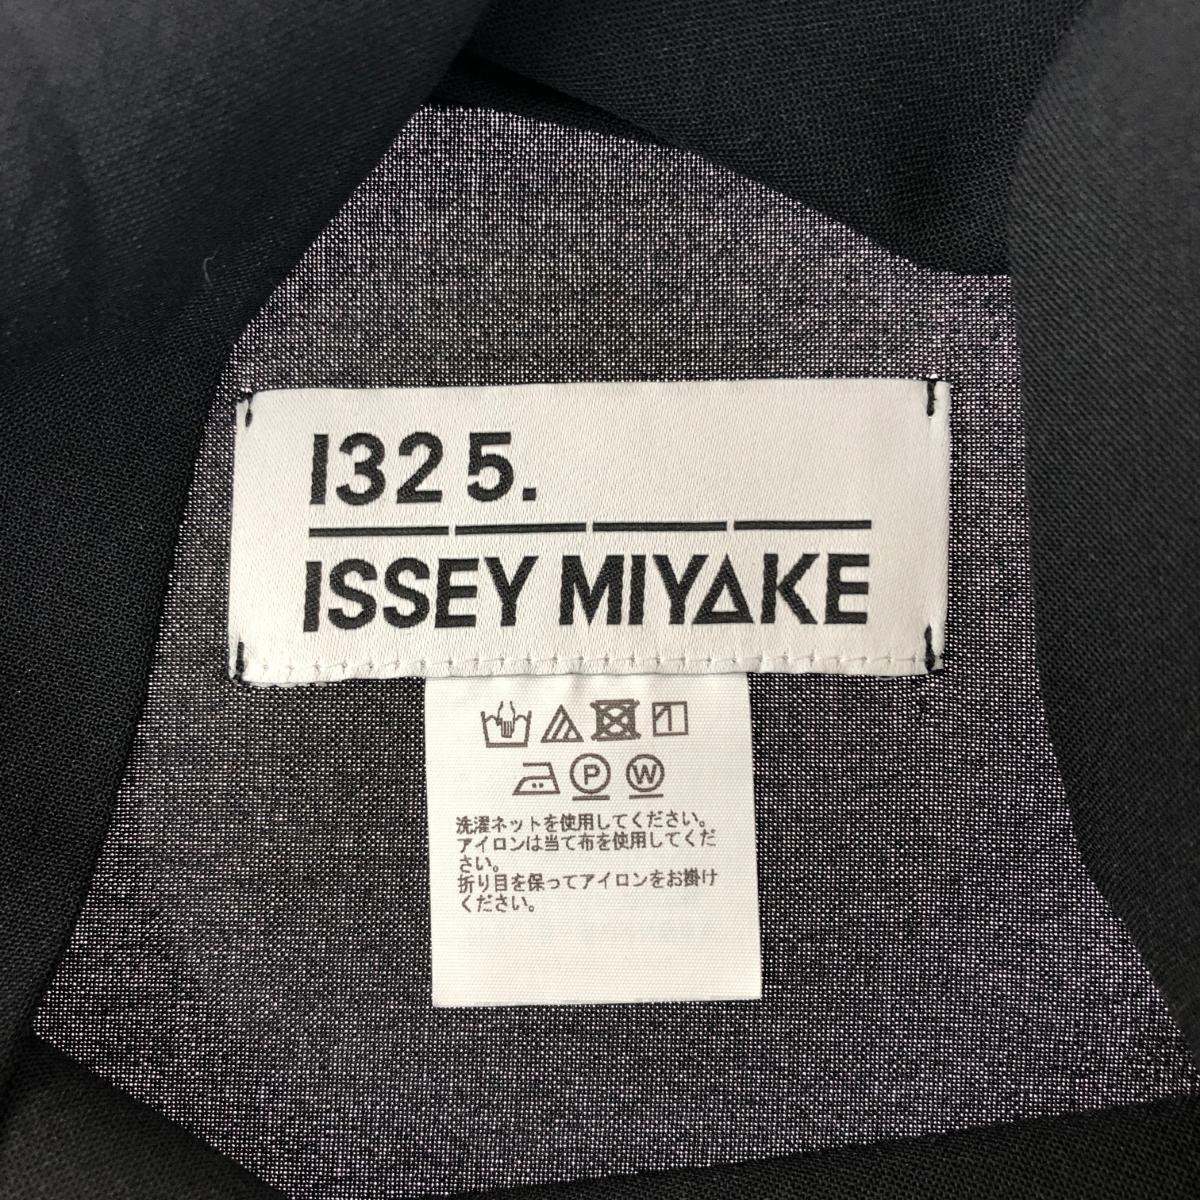 132 5.
ISSEY MIYAKE
P W
洗濯ネットを使用してください。
アイロンは当て布を使用してくだ
さい。
折り目を保ってアイロンをお掛け
ください。